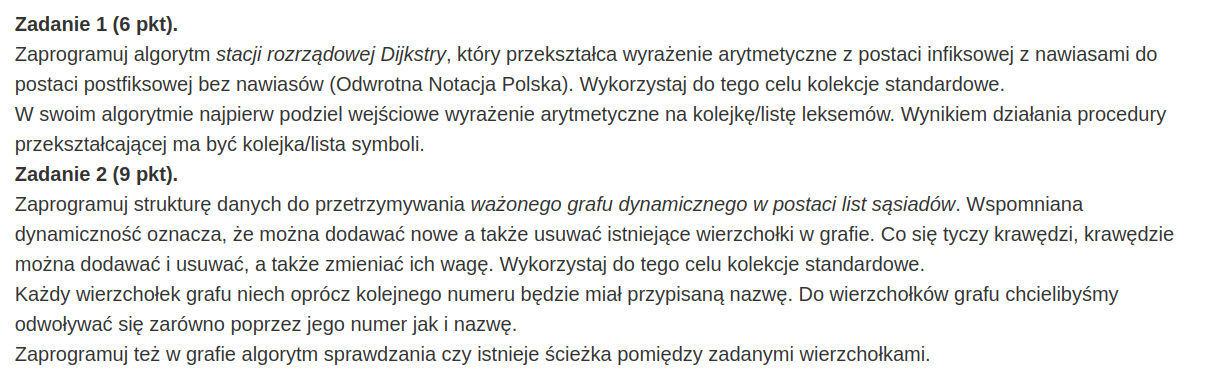 Zadanie 1 (6 pkt).
Zaprogramuj algorytm stacji rozrządowej Dijkstry, który przekształca wyrażenie arytmetyczne z postaci infiksowej z nawiasami do
postaci postfiksowej bez nawiasów (Odwrotna Notacja Polska). Wykorzystaj do tego celu kolekcje standardowe.
W swoim algorytmie najpierw podziel wejściowe wyrażenie arytmetyczne na kolejkę/listę leksemów. Wynikiem działania procedury
przekształcającej ma być kolejka/lista symboli.
Zadanie 2 (9 pkt).
Zaprogramuj strukturę danych do przetrzymywania ważonego grafu dynamicznego w postaci list sąsiadów. Wspomniana
dynamiczność oznacza, że można dodawać nowe a także usuwać istniejące wierzchołki w grafie. Co się tyczy krawędzi, krawędzie
można dodawać i usuwać, a także zmieniać ich wagę. Wykorzystaj do tego celu kolekcje standardowe.
Każdy wierzchołek grafu niech oprócz kolejnego numeru będzie miał przypisaną nazwę. Do wierzchołków grafu chcielibyśmy
odwoływać się zarówno poprzez jego numer jak i nazwę.
Zaprogramuj też w grafie algorytm sprawdzania czy istnieje ścieżka pomiędzy zadanymi wierzchołkami.